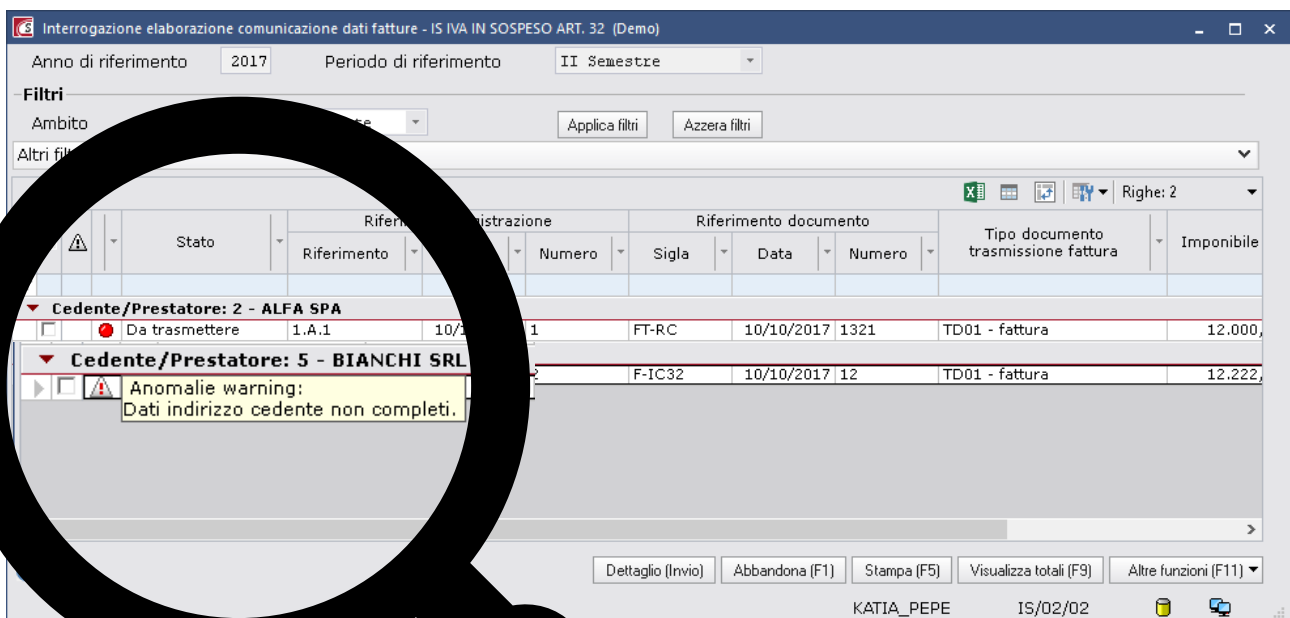 Interrogazione elaborazione comunicazione dati fatture - IS IVA IN SOSPESO ART. 32 (Demo)
Anno di riferimento 2017 Periodo di riferimento II Semestre
Filtri
Ambito Applica filtri Azzera filtri
Altri
Righe: 2
Riferimento documento
Stato Riferimento Numero Sigla Data Numero Tipo documento trasmissione fattura Imponibile
Cedente/Prestatore: 2 - ALFA SPA
Da trasmettere 1.A.1 10/1 1 FT-RC 10/10/2017 1321 TD01 - fattura 12.000,
Cedente/Prestatore: 5 - BIANCHI SRL
F-IC32 10/10/2017 12 TD01 - fattura 12.222,
Anomalie warning:
Dati indirizzo cedente non completi.
Dettaglio (Invio) Abbandona (F1) Stampa (F5) Visualizza totali (F9) Altre funzioni (F11)
KATIA_PEPE IS/02/02